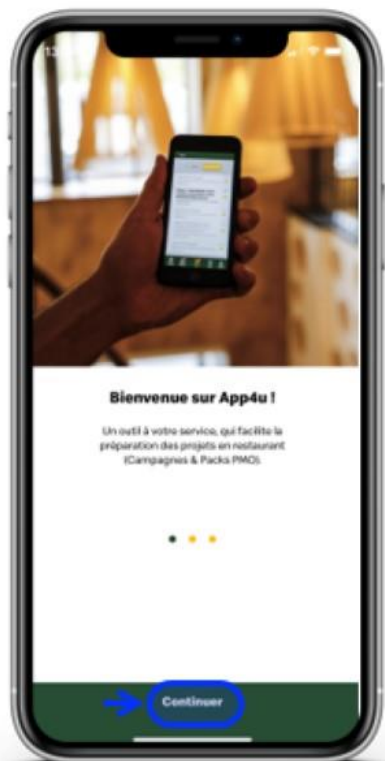 Bienvenue sur App4u !
Un outil à votre service, qui facilite la
préparation des projets en restaurant
(Campagnes & Packs PMO).
Continuer